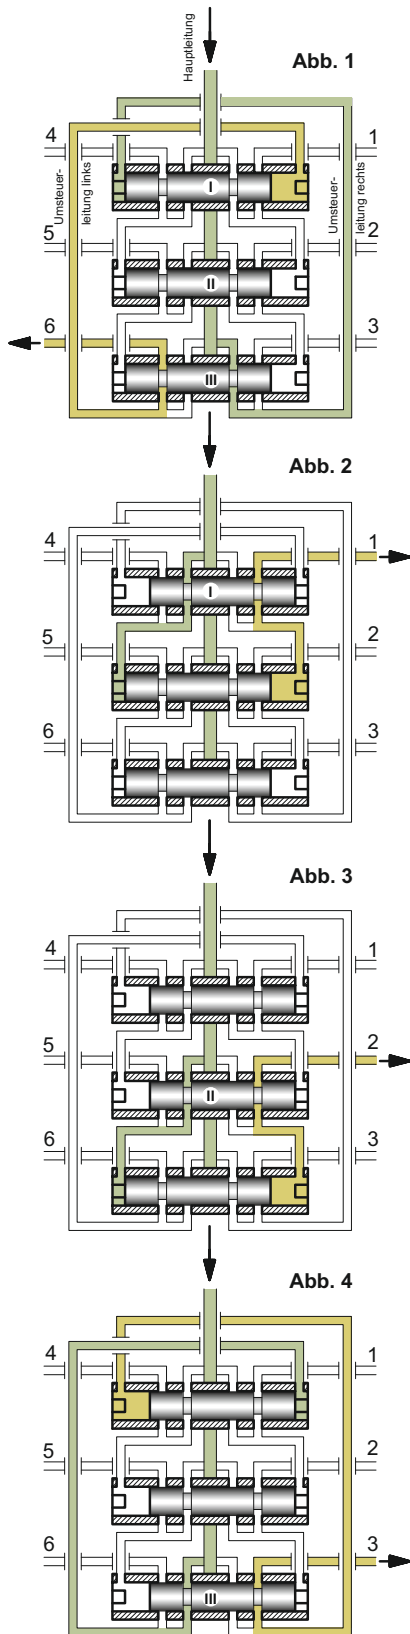 Hauptleitung
Abb. 1
4
1
Umsteuer-
leitung links
Umsteuer-
leitung rechts
I
5
2
II
6
3
III
Abb. 2
4
1
I
5
2
6
3
Abb. 3
4
1
5
2
II
6
3
Abb. 4
4
1
5
2
6
3
III